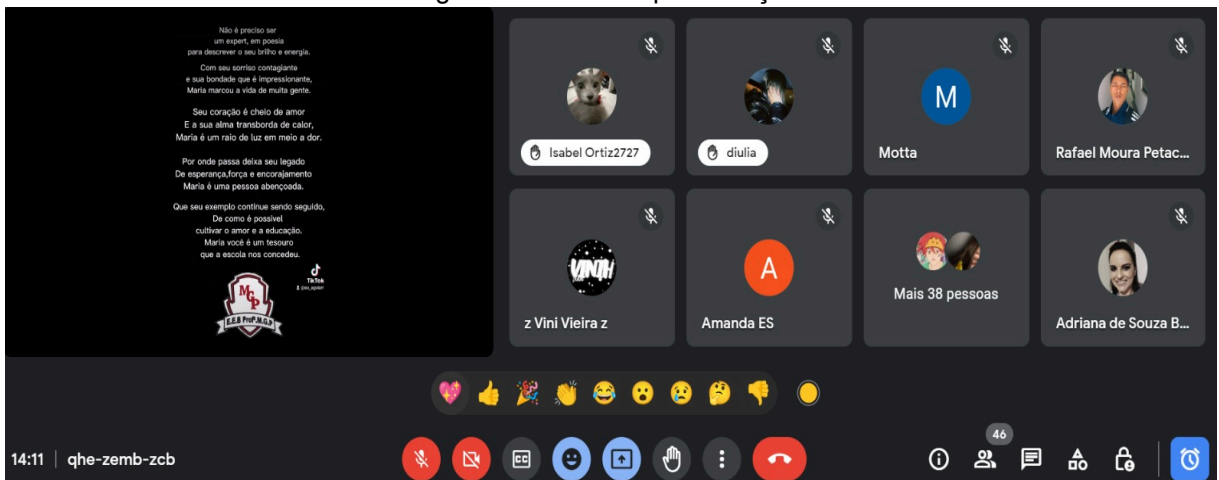 Não é preciso ser
um expert, em poesia
para descrever o seu brilho e energia.
Com seu sorriso contagiante
e sua bondade que é impressionante,
Maria marcou a vida de muita gente.
Seu coração é cheio de amor
E a sua alma transborda de calor,
Maria é um raio de luz em meio a dor.
Por onde passa deixa seu legado
De esperança,força e encorajamento
Maria é uma pessoa abençoada.
Que seu exemplo continue sendo seguido,
De como é possível
cultivar o amor e a educação.
Maria você é um tesouro
que a escola nos concedeu.
TikTok
MGP
E.E.B Prof.M.G.P
Isabel Ortiz2727
diulia
M
Motta
Rafael Moura Petac...
VINTH
z Vini Vieira z
A
Amanda ES
Mais 38 pessoas
Adriana de Souza B...
14:11 | qhe-zemb-zcb
CC
46